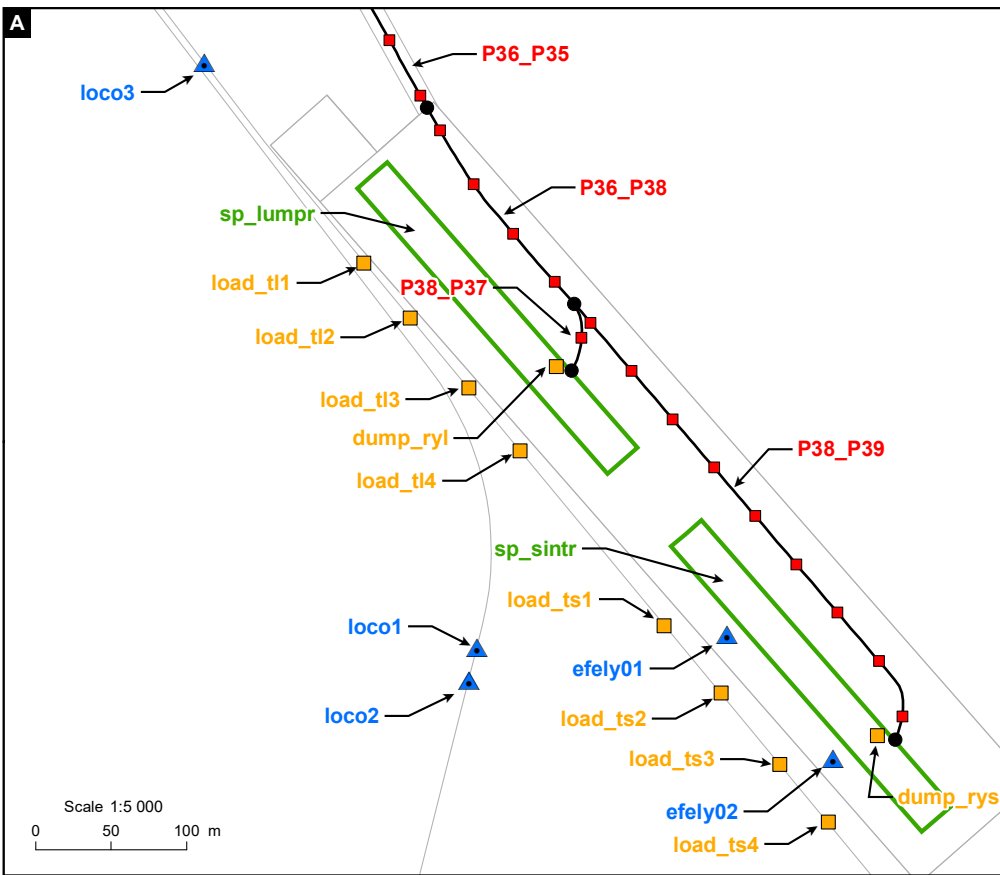 A
P36_P35
loco3
P36_P38
sp_lumpr
load_tl1
P38_P37
load_tl2
load_tl3
dump_ryl
P38_P39
load_tl4
sp_sintr
load_ts1
loco1
efely01
loco2
load_ts2
load_ts3
dump_rys
Scale 1:5 000
efely02
0 50 100 m
load_ts4